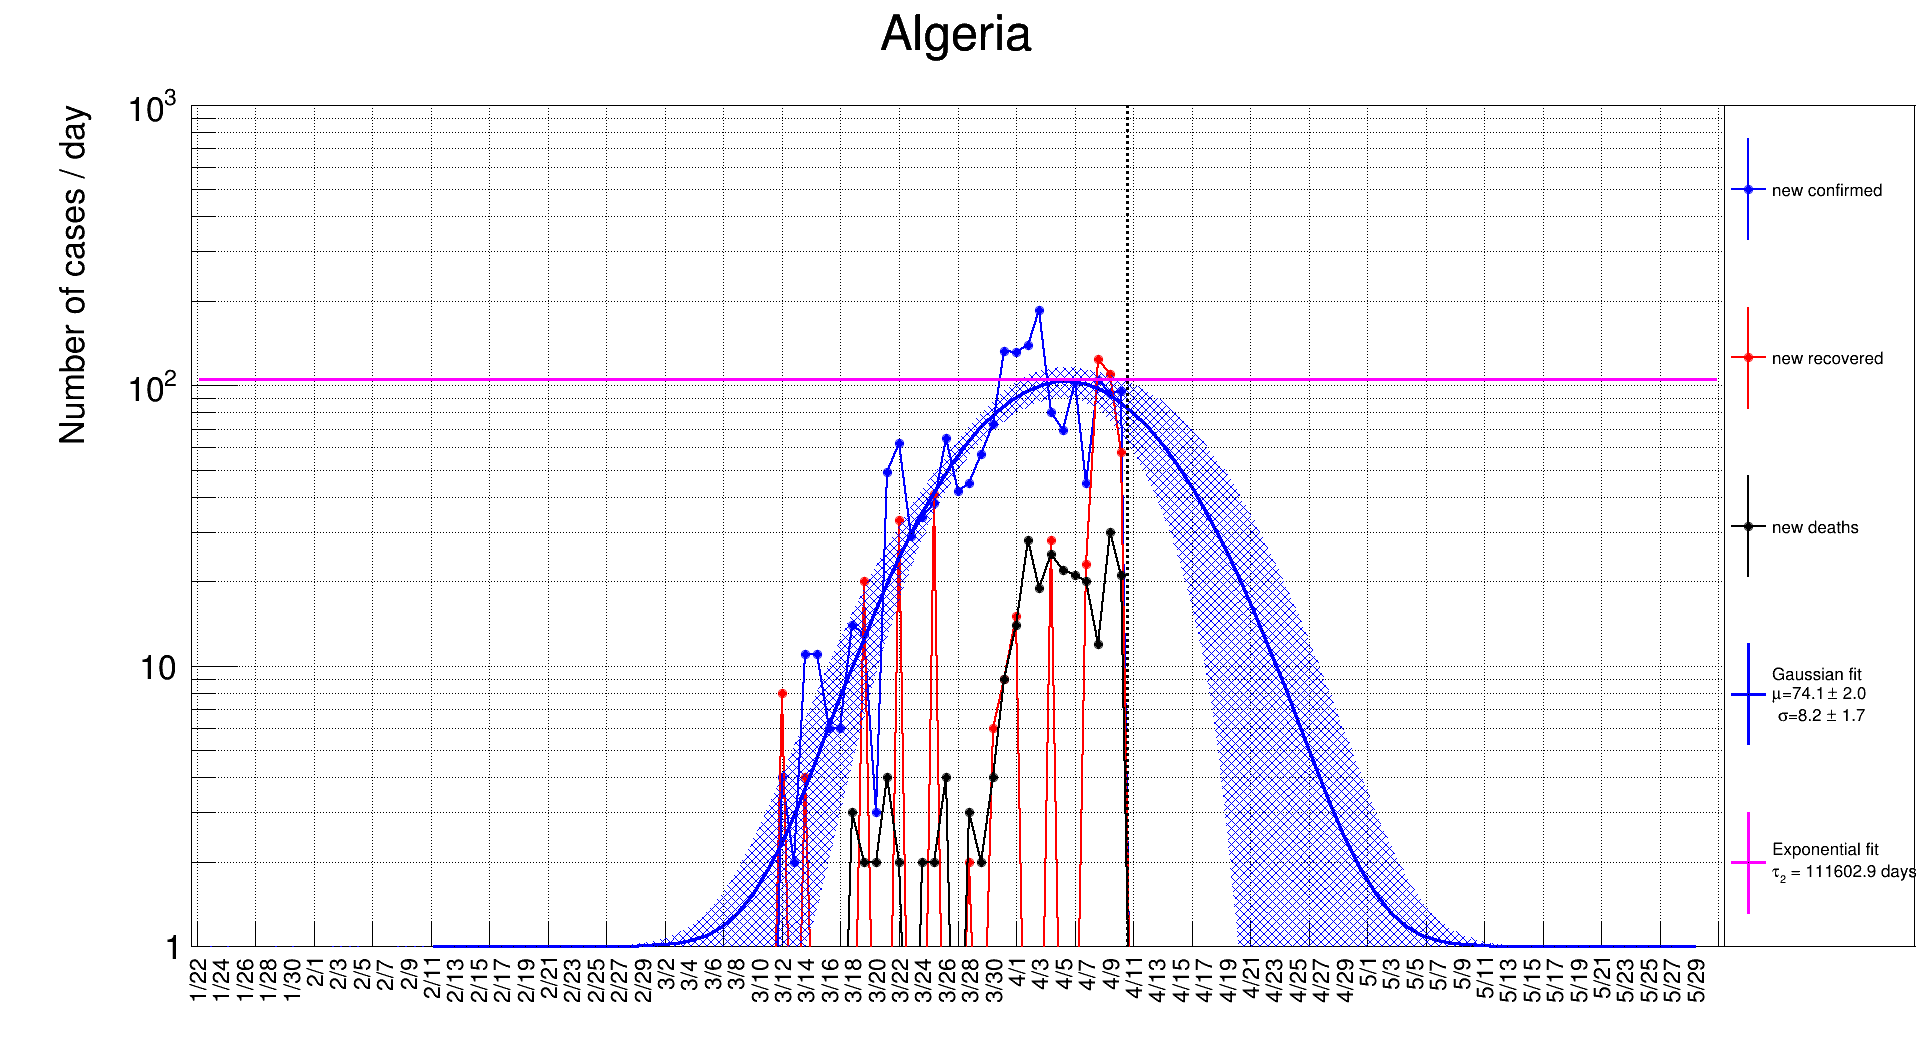 Algeria
Number of cases / day
10³
10²
10
1
1/22 1/24 1/26 1/28 1/30 2/1 2/3 2/5 2/7 2/9 2/11 2/13 2/15 2/17 2/19 2/21 2/23 2/25 2/27 2/29 3/2 3/4 3/6 3/8 3/10 3/12 3/14 3/16 3/18 3/20 3/22 3/24 3/26 3/28 3/30 4/1 4/3 4/5 4/7 4/9 4/11 4/13 4/15 4/17 4/19 4/21 4/23 4/25 4/27 4/29 5/1 5/3 5/5 5/7 5/9 5/11 5/13 5/15 5/17 5/19 5/21 5/23 5/25 5/27 5/29
new confirmed
new recovered
new deaths
Gaussian fit
μ=74.1 ± 2.0
σ=8.2 ± 1.7
Exponential fit
τ₂ = 111602.9 days